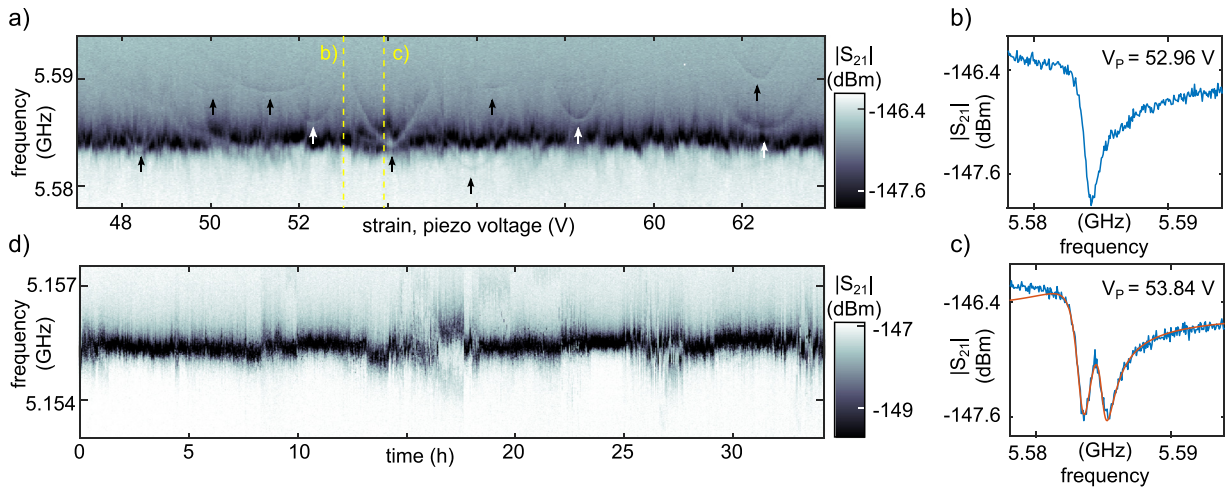 a)
5.59
5.58
frequency
(GHz)
b)
c)
48
50
52
60
62
strain, piezo voltage (V)
|S21|
(dBm)
-146.4
-147.6
b)
VP = 52.96 V
-146.4
-147.6
|S21|
(dBm)
5.58
(GHz)
5.59
frequency
d)
5.157
5.154
frequency
(GHz)
0
5
10
15
20
25
30
time (h)
|S21|
(dBm)
-147
-149
c)
VP = 53.84 V
-146.4
-147.6
|S21|
(dBm)
5.58
(GHz)
5.59
frequency